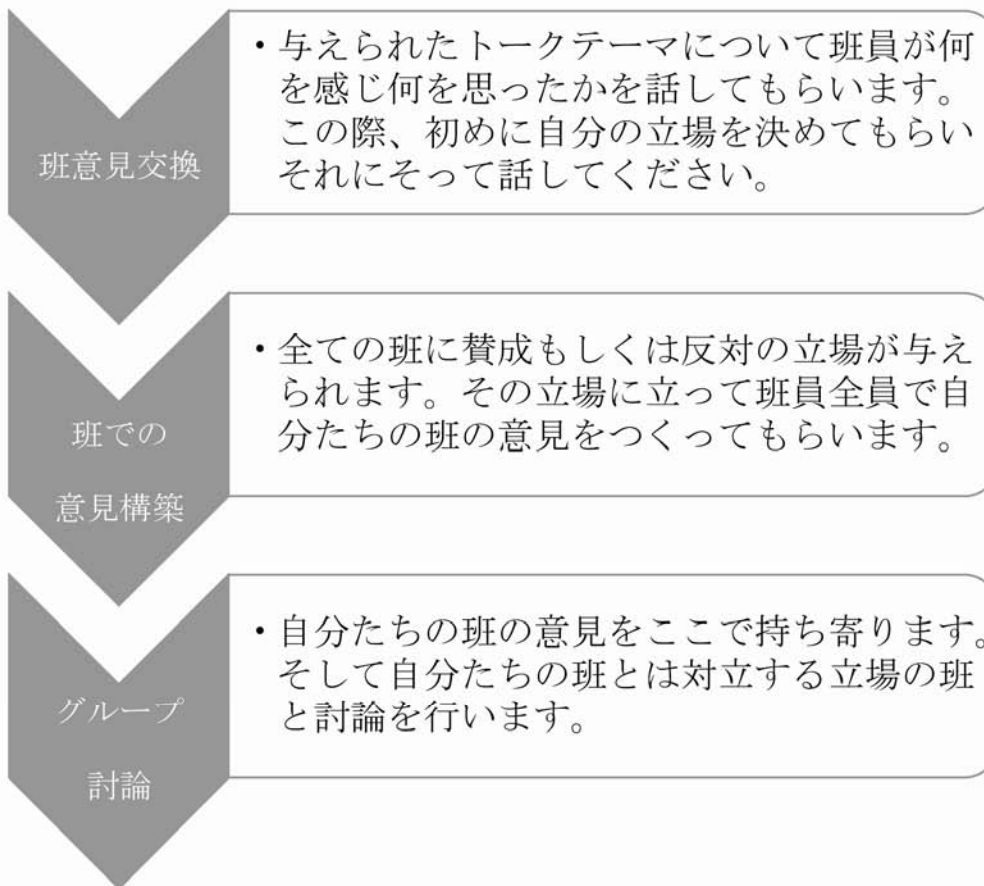 班意見交換
・与えられたトークテーマについて班員が何
を感じ何を思ったかを話してもらいます。
この際、初めに自分の立場を決めてもらい
それにそって話してください。
班での
意見構築
・全ての班に賛成もしくは反対の立場が与え
られます。その立場に立って班員全員で自
分たちの班の意見をつくってもらいます。
グループ
討論
・自分たちの班の意見をここで持ち寄ります。
そして自分たちの班とは対立する立場の班
と討論を行います。